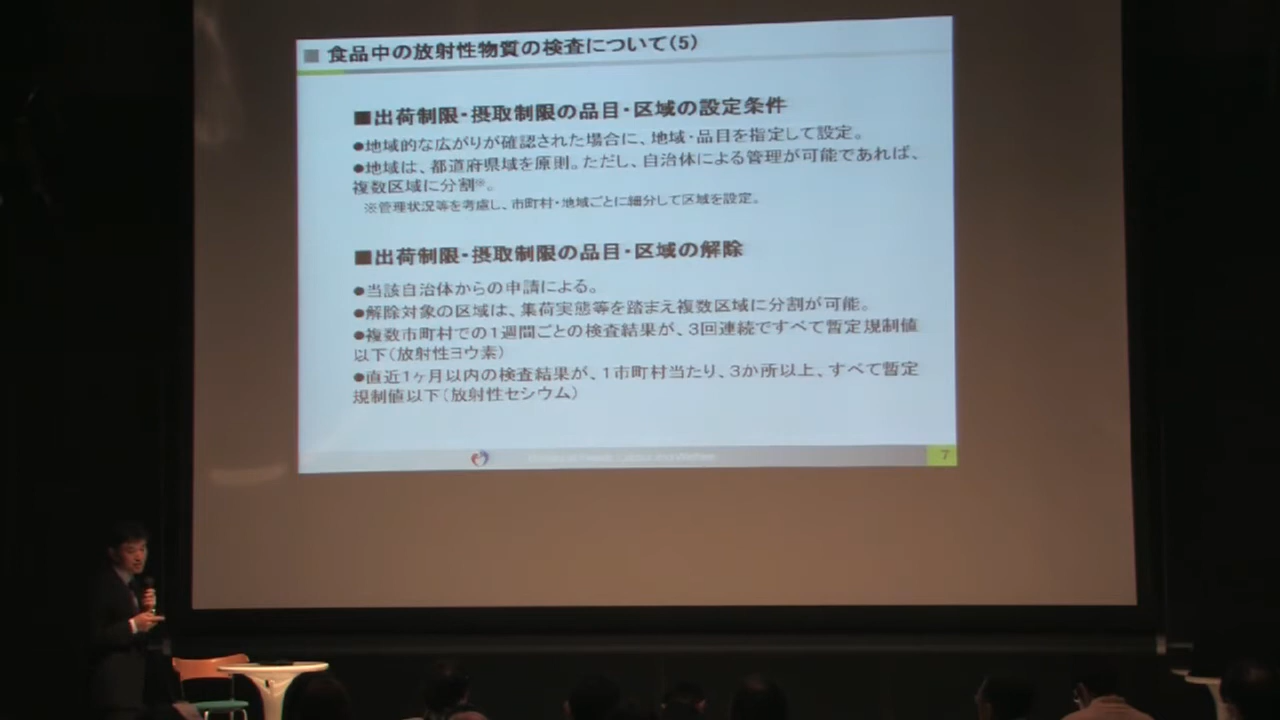 ■ 食品中の放射性物質の検査について(5)
■出荷制限・摂取制限の品目・区域の設定条件
●地域的な広がりが確認された場合に、地域・品目を指定して設定。
●地域は、都道府県域を原則。ただし、自治体による管理が可能であれば、
複数区域に分割※。
※管理状況等を考慮し、市町村・地域ごとに細分して区域を設定。
■出荷制限・摂取制限の品目・区域の解除
●当該自治体からの申請による。
●解除対象の区域は、集荷実態等を踏まえ複数区域に分割が可能。
●複数市町村での1週間ごとの検査結果が、3回連続ですべて暫定規制値
以下(放射性ヨウ素)
●直近1ヶ月以内の検査結果が、1市町村当たり、3か所以上、すべて暫定
規制値以下(放射性セシウム)
7